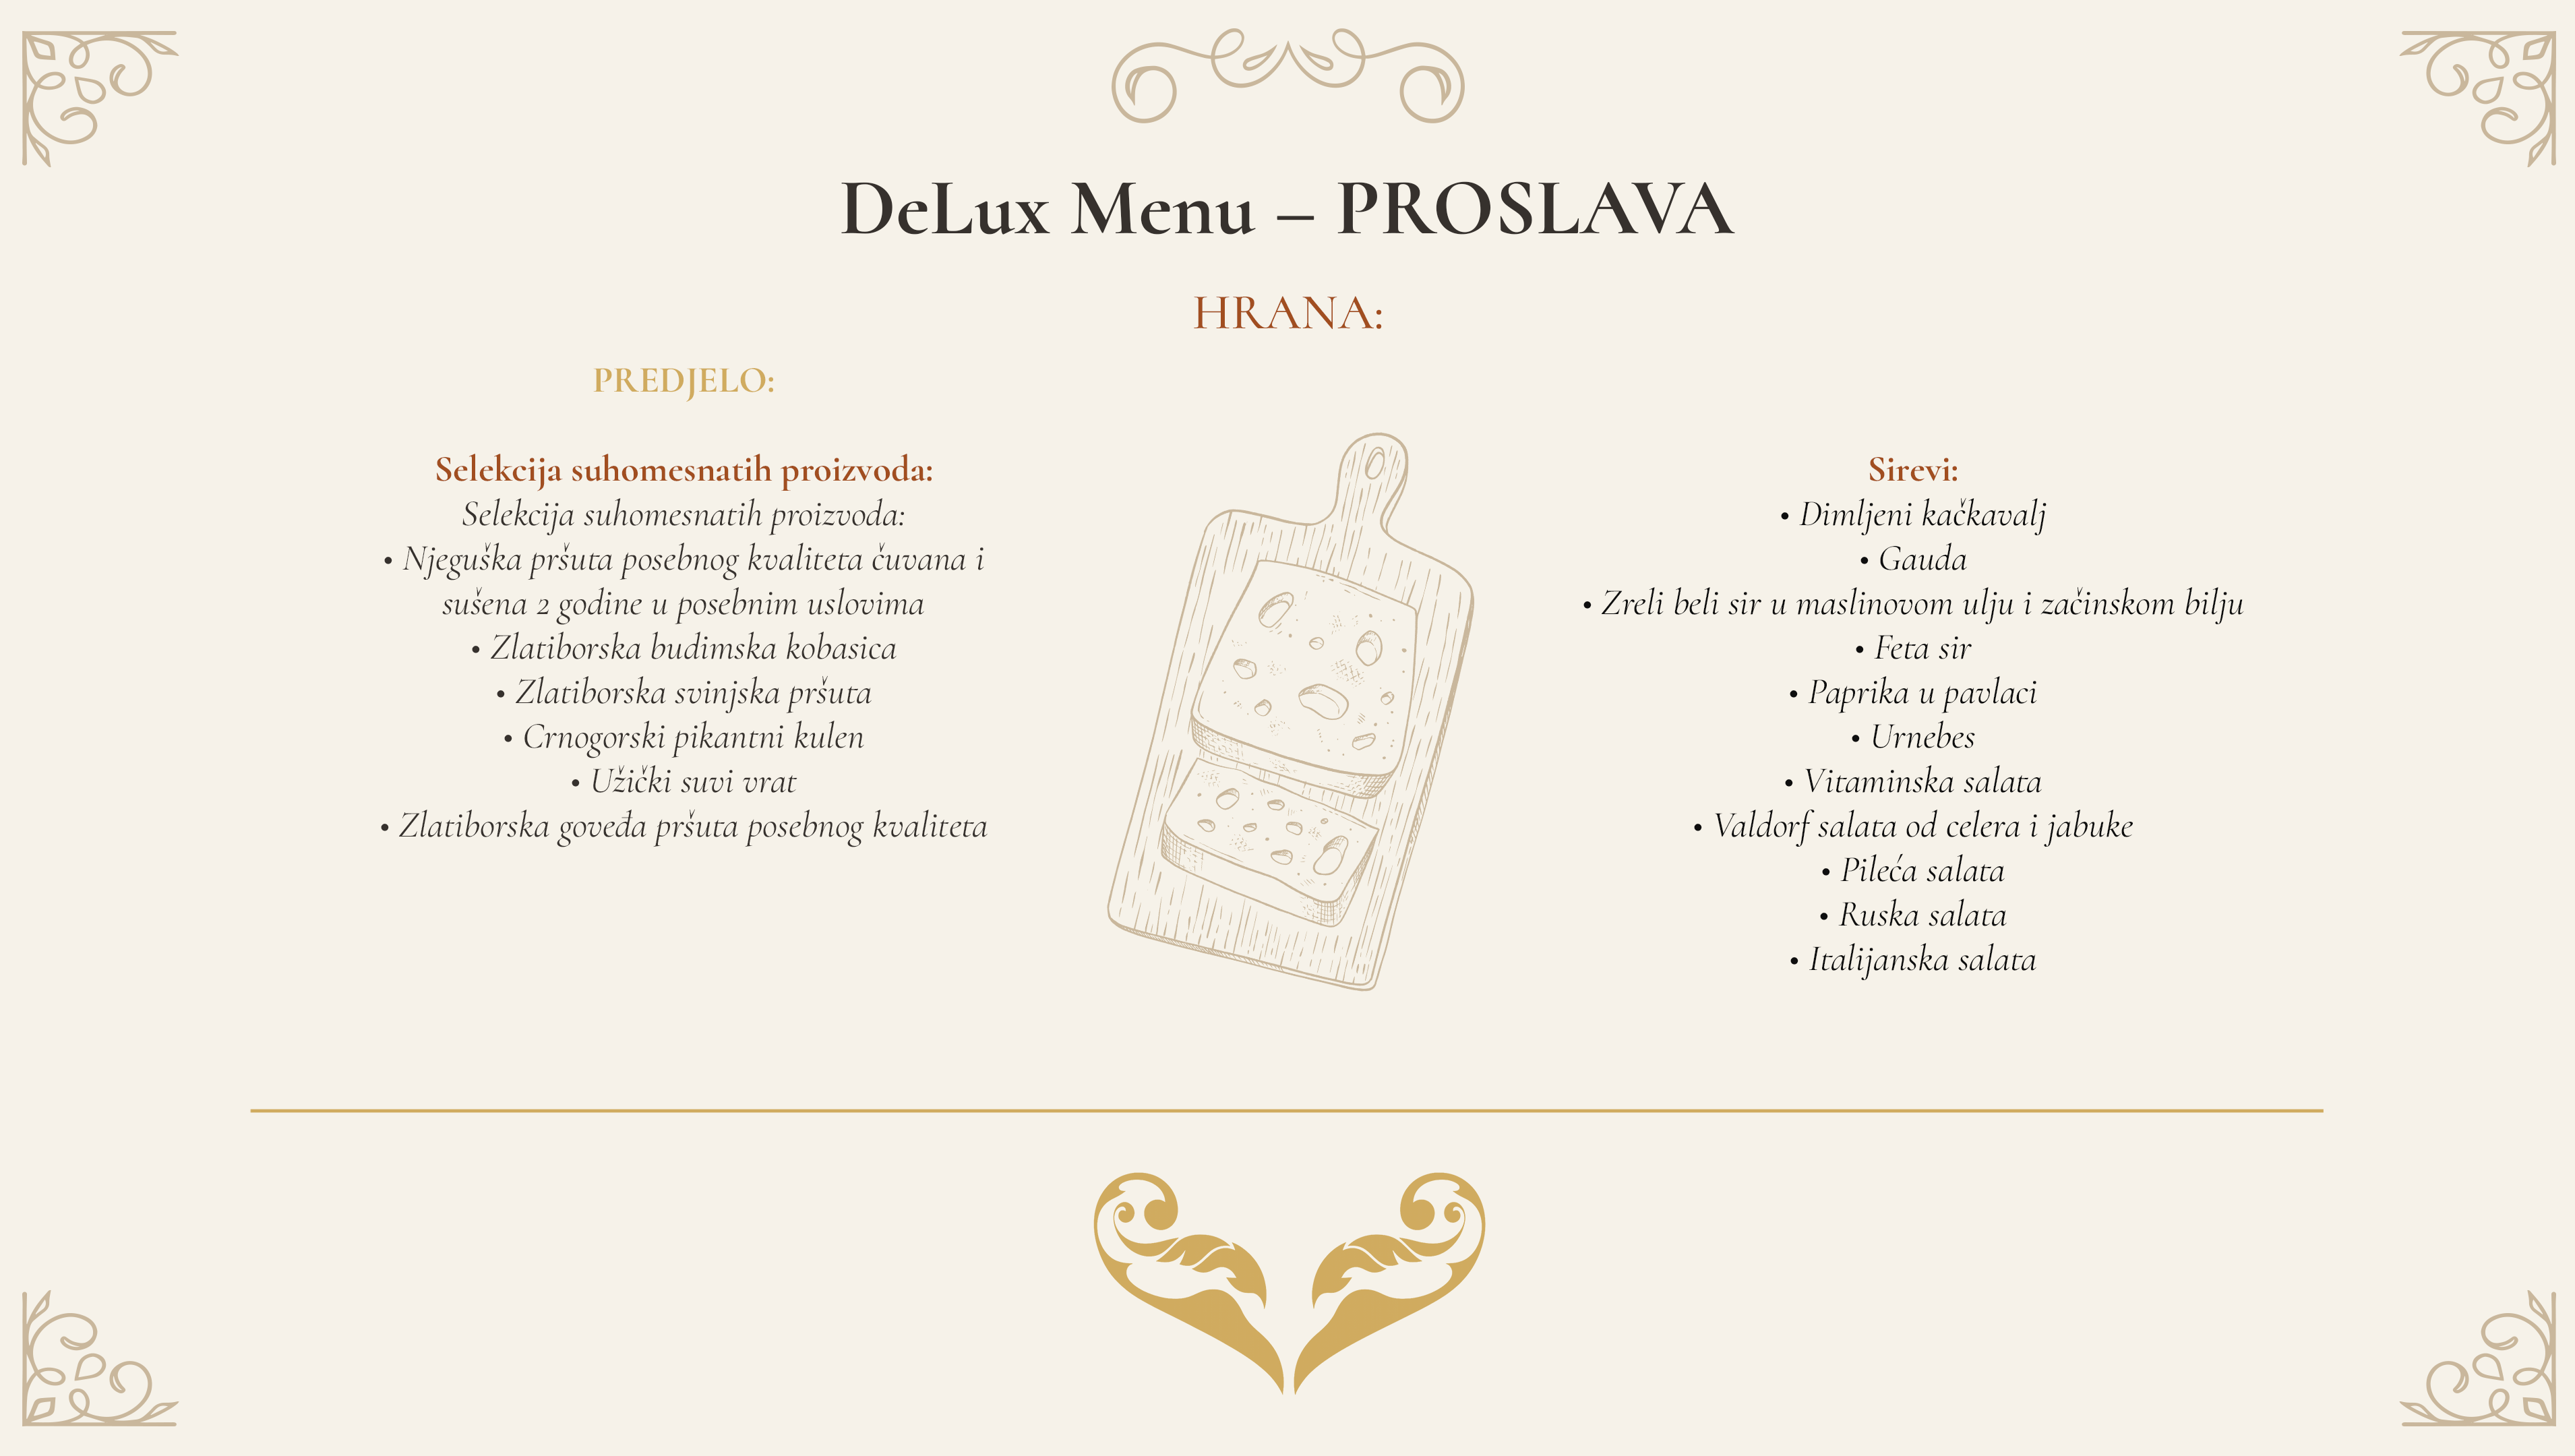 DeLux Menu – PROSLAVA
HRANA:
PREDJELO:
Selekcija suhomesnatih proizvoda:
Selekcija suhomesnatih proizvoda:
• Njeguška pršuta posebnog kvaliteta čuvana i
sušena 2 godine u posebnim uslovima
• Zlatiborska budimska kobasica
• Zlatiborska svinjska pršuta
• Crnogorski pikantni kulen
• Užički suvi vrat
• Zlatiborska goveđa pršuta posebnog kvaliteta
Sirevi:
• Dimljeni kačkavalj
• Gauda
• Zreli beli sir u maslinovom ulju i začinskom bilju
• Feta sir
• Paprika u pavlaci
• Urnebes
• Vitaminska salata
• Valdorf salata od celera i jabuke
• Pileća salata
• Ruska salata
• Italijanska salata